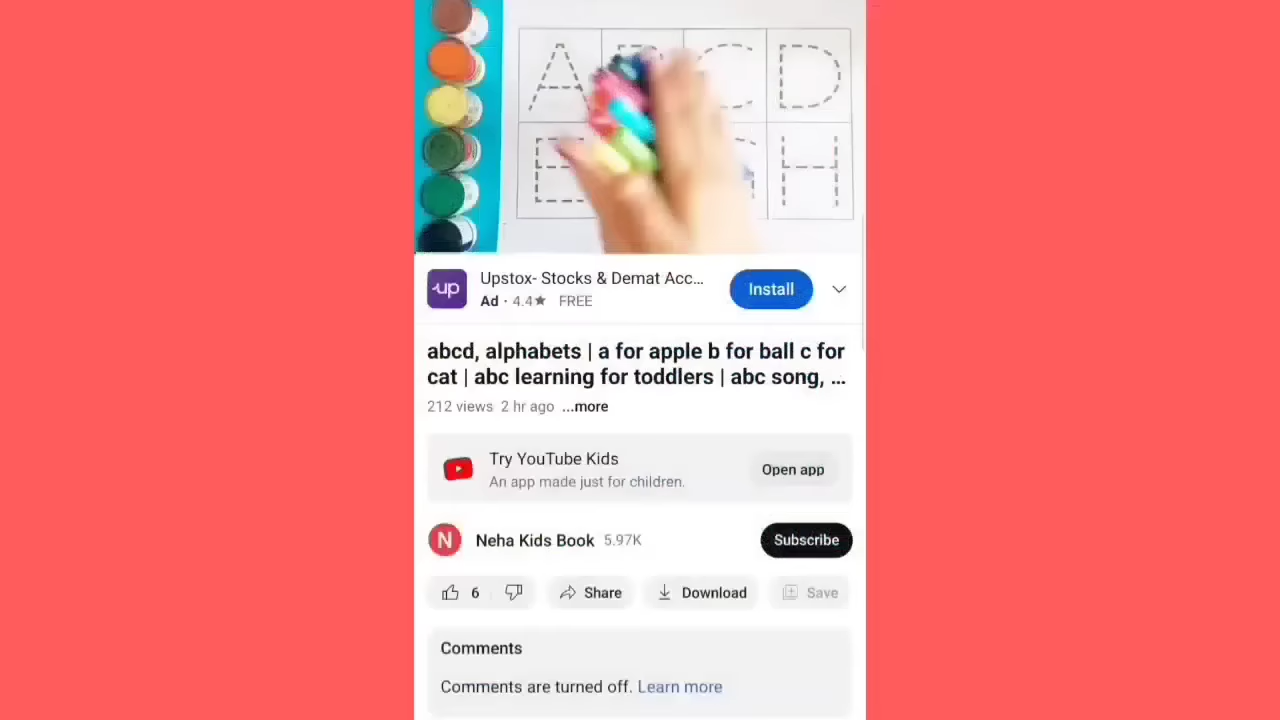 A B C D
E H
up
Upstox- Stocks & Demat Acc...
Install
Ad · 4.4★ FREE
abcd, alphabets | a for apple b for ball c for
cat | abc learning for toddlers | abc song, ...
212 views 2 hr ago ...more
Try YouTube Kids
An app made just for children.
Open app
N
Neha Kids Book 5.97K
Subscribe
6
Share
Download
Save
Comments
Comments are turned off. Learn more